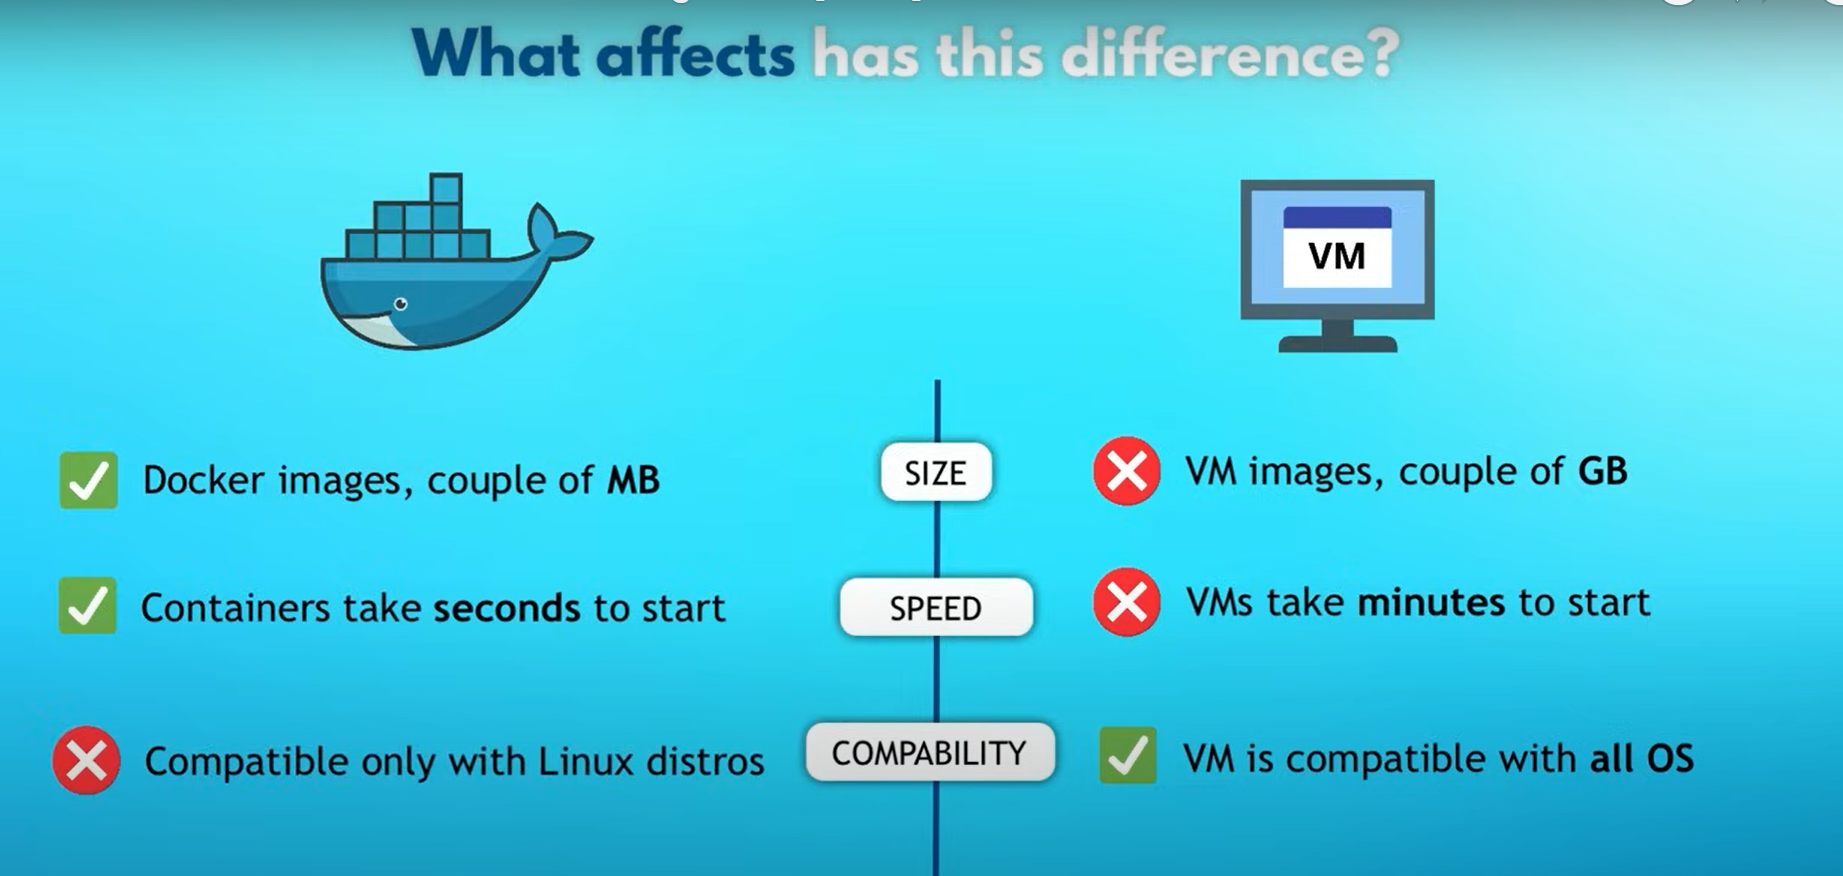 What affects has this difference?
VM
SIZE
Docker images, couple of MB
VM images, couple of GB
SPEED
Containers take seconds to start
VMs take minutes to start
COMPABILITY
Compatible only with Linux distros
VM is compatible with all OS